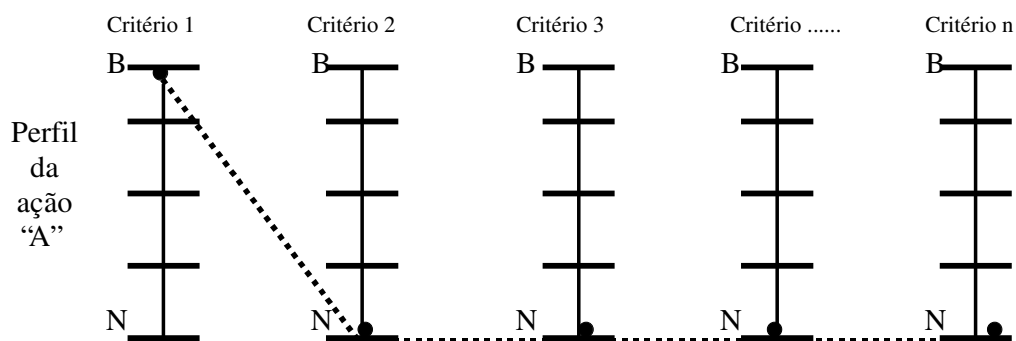 Critério 1 Critério 2 Critério 3 Critério ...... Critério n
B B B B B
Perfil
da
ação
“A”
N N N N N